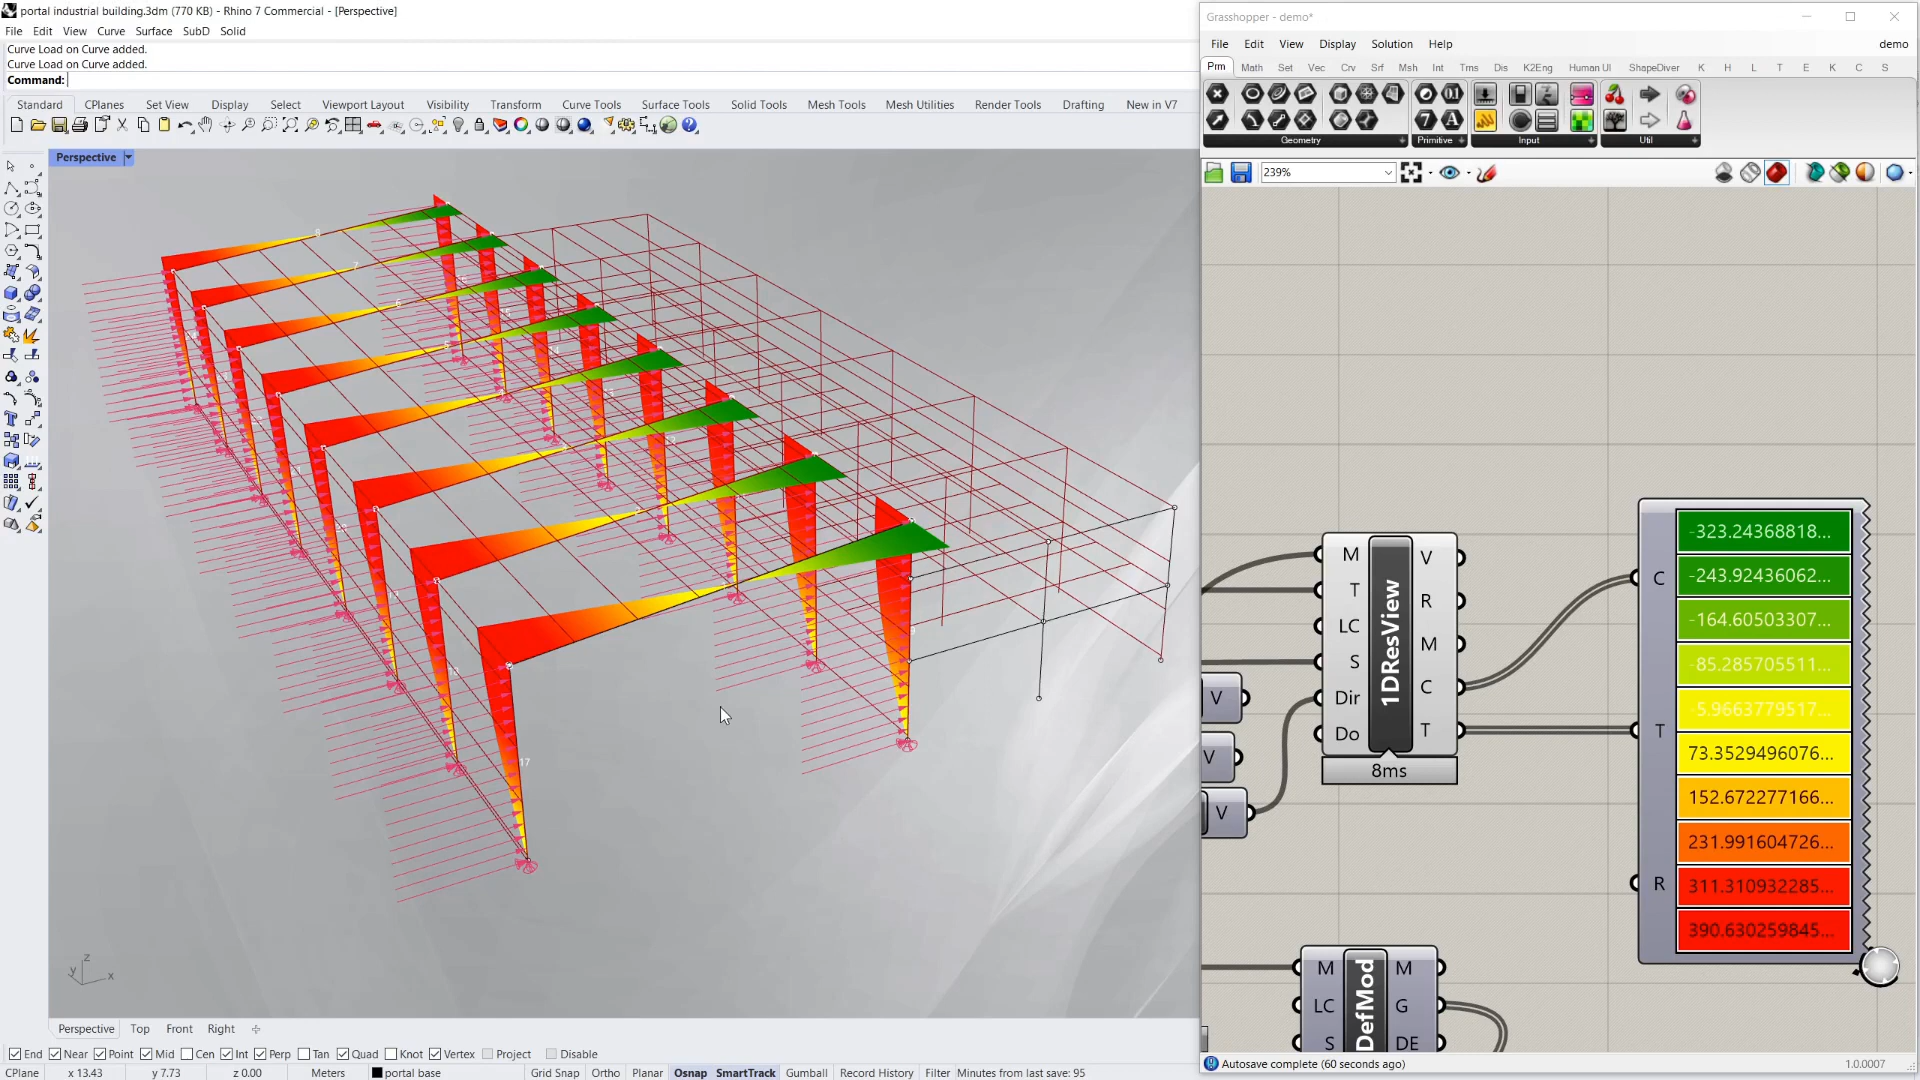 portal industrial building.3dm (770 KB) - Rhino 7 Commercial - [Perspective]
File Edit View Curve Surface SubD Solid
Curve Load on Curve added.
Curve Load on Curve added.
Command:
Standard CPlanes Set View Display Select Viewport Layout Visibility Transform Curve Tools Surface Tools Solid Tools Mesh Tools Mesh Utilities Render Tools Drafting New in V7
Perspective
8
7
6
5
17
z
y x
Perspective Top Front Right
End Near Point Mid Cen Int Perp Tan Quad Knot Vertex Project Disable
CPlane x 13.43 y 7.73 z 0.00 Meters portal base Grid Snap Ortho Planar Osnap SmartTrack Gumball Record History Filter Minutes from last save: 95
Grasshopper - demo*
File Edit View Display Solution Help demo
Prm Math Set Vec Crv Srf Msh Int Trns Dis K2Eng Human UI ShapeDiver K H L T E K C S
Geometry Primitive Input Util
239%
M T LC S Dir Do
1DResView
V R M C T
8ms
V
V
V
C T R
-323.24368818...
-243.92436062...
-164.60503307...
-85.285705511...
-5.9663779517...
73.3529496076...
152.672277166...
231.991604726...
311.310932285...
390.630259845...
M LC S
DefMod
M G DE
Autosave complete (60 seconds ago) 1.0.0007